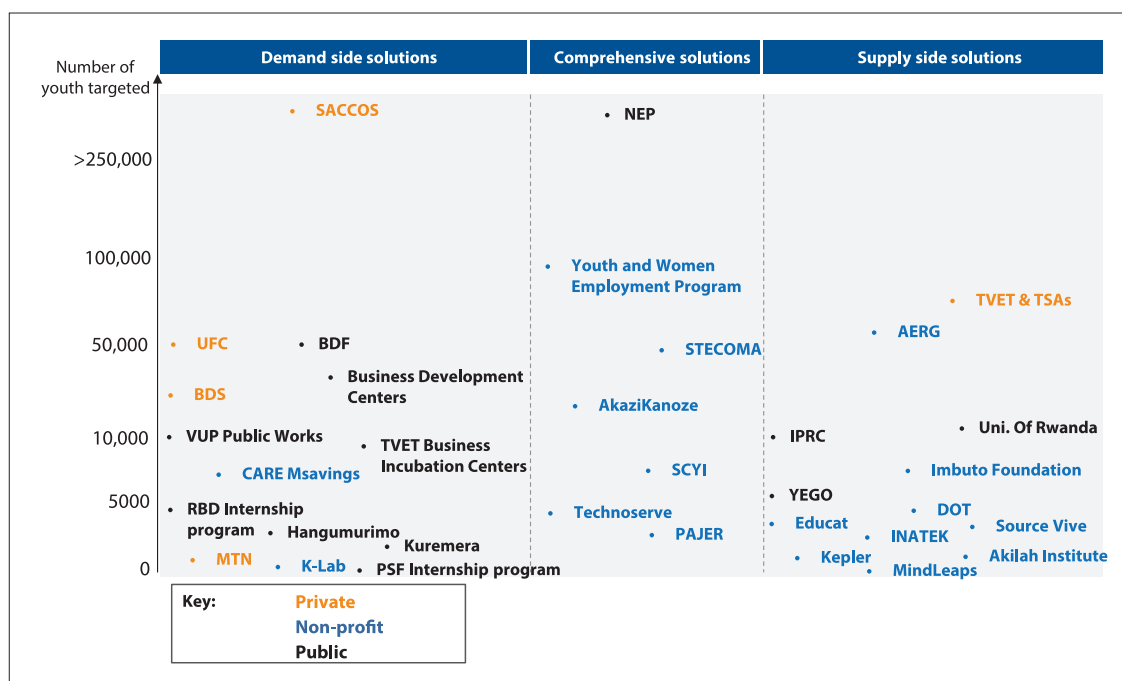 Demand side solutions
Comprehensive solutions
Supply side solutions
Number of
youth targeted
>250,000
100,000
50,000
10,000
5000
0
SACCOS
UFC
BDF
Business Development
Centers
BDS
VUP Public Works
TVET Business
Incubation Centers
CARE Msavings
RBD Internship
program
Hangumurimo
Kuremera
MTN
K-Lab
PSF Internship program
NEP
Youth and Women
Employment Program
STECOMA
AkaziKanoze
SCYI
Technoserve
PAJER
TVET & TSAs
AERG
IPRC
Uni. Of Rwanda
Imbuto Foundation
YEGO
DOT
Educat
Source Vive
INATEK
Kepler
Akilah Institute
MindLeaps
Key:
Private
Non-profit
Public